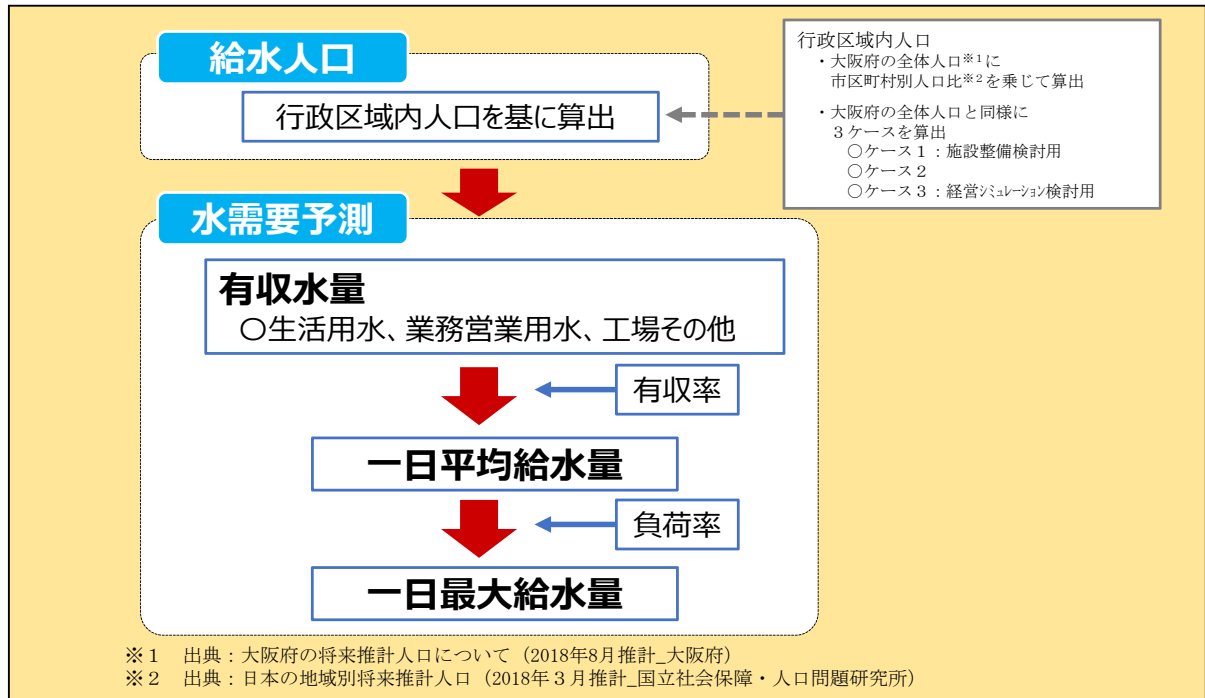 給水人口
行政区域内人口を基に算出
行政区域内人口
・大阪府の全体人口※1に
市区町村別人口比※2を乗じて算出
・大阪府の全体人口と同様に
3ケースを算出
○ケース1:施設整備検討用
○ケース2
○ケース3:経営シミュレーション検討用
水需要予測
有収水量
○生活用水、業務営業用水、工場その他
有収率
一日平均給水量
負荷率
一日最大給水量
※1 出典:大阪府の将来推計人口について(2018年8月推計_大阪府)
※2 出典:日本の地域別将来推計人口(2018年3月推計_国立社会保障・人口問題研究所)